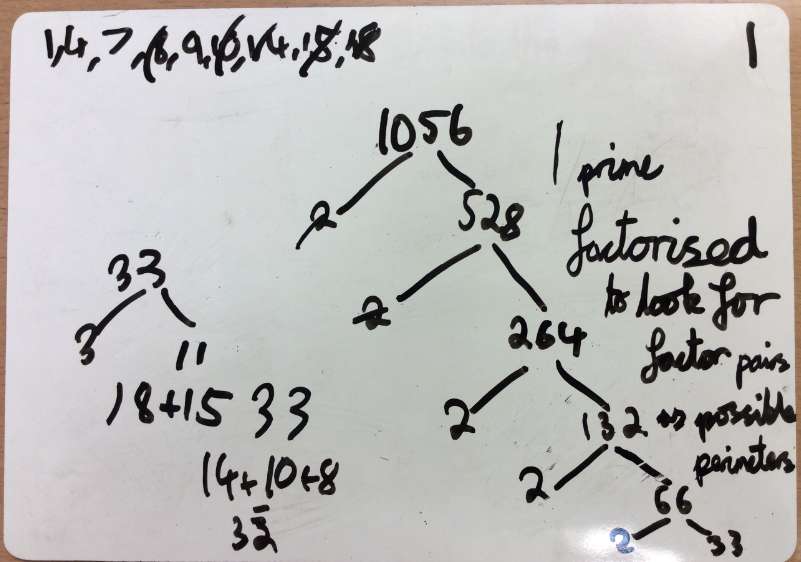 1,4,7,8,9,10,14,15,18
1
1056
2 528
2 264
2 132
2 66
2 33
1 prime
factorised
to look for
factor pairs
⇔ possible
perimeters
33
3 11
18+15 33
14+10+8
32